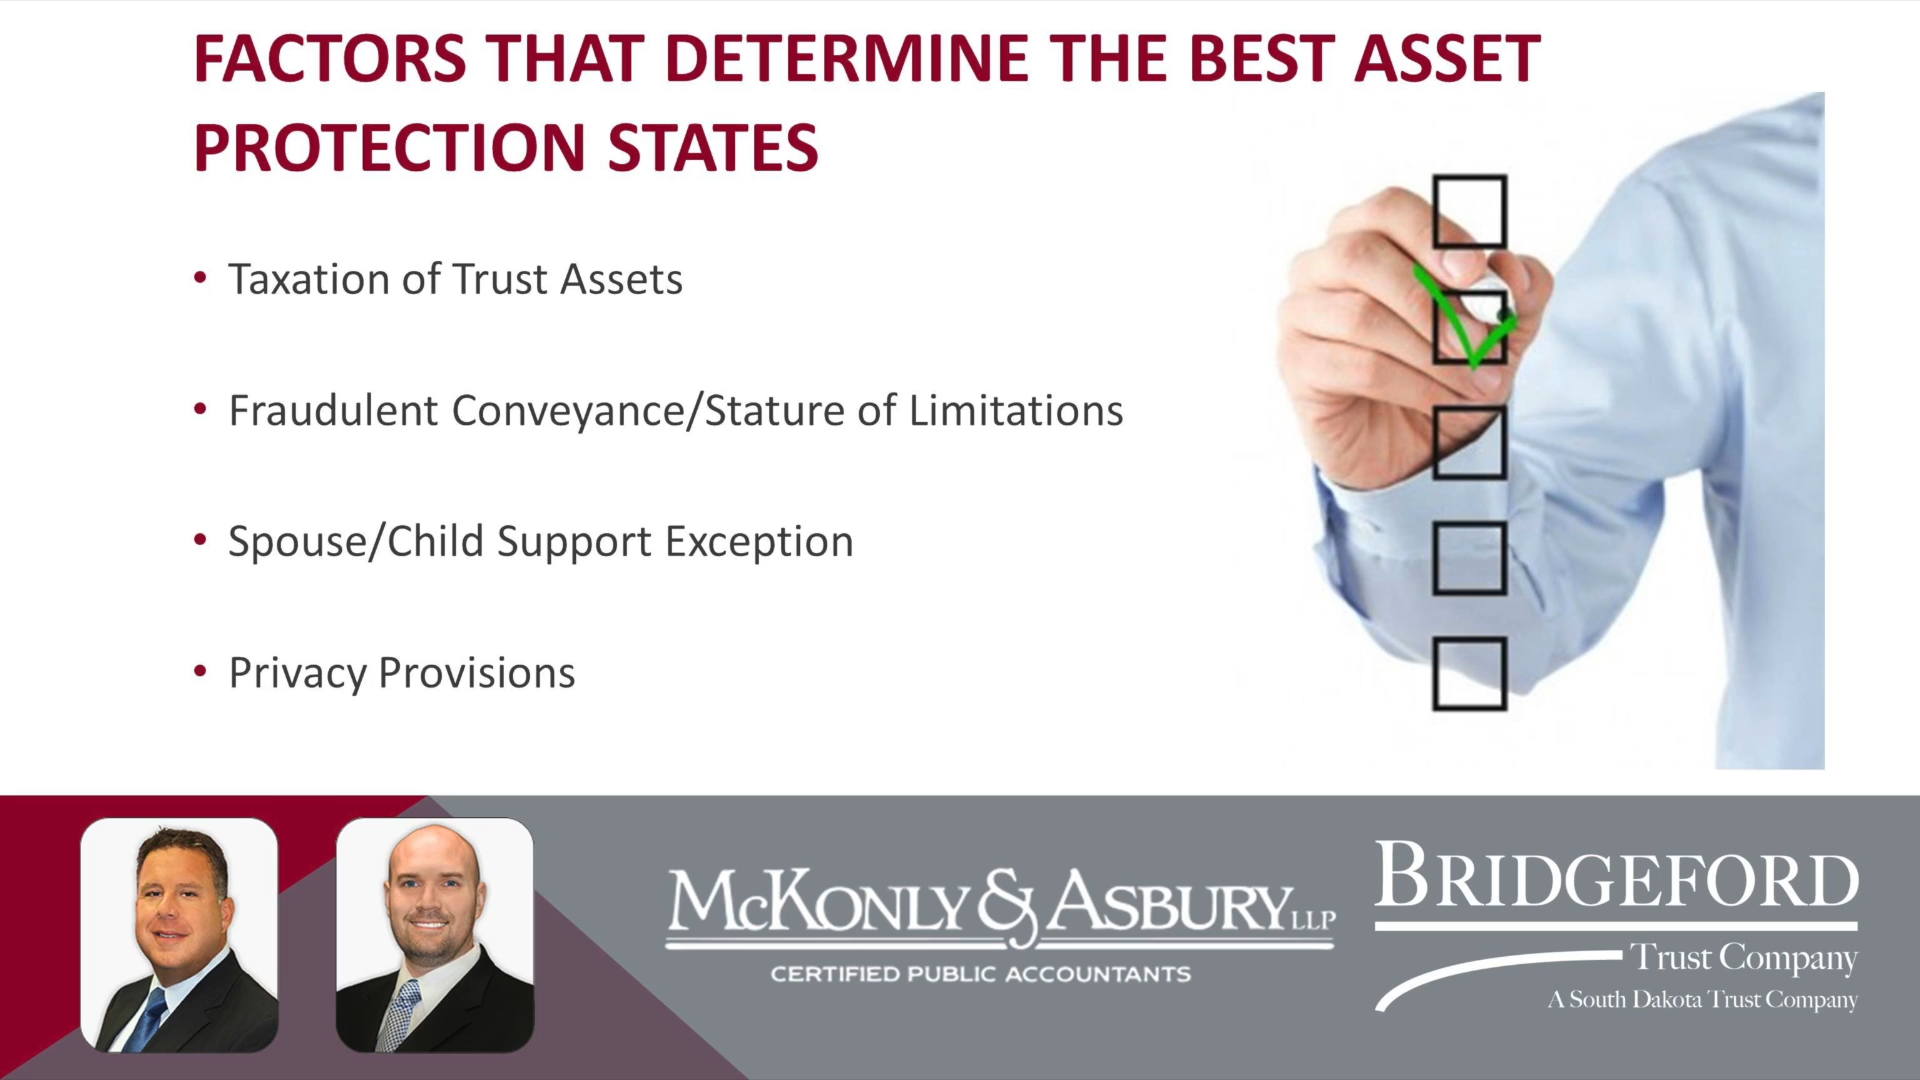 FACTORS THAT DETERMINE THE BEST ASSET
PROTECTION STATES
• Taxation of Trust Assets
• Fraudulent Conveyance/Stature of Limitations
• Spouse/Child Support Exception
• Privacy Provisions
McKonly & Asbury LLP
CERTIFIED PUBLIC ACCOUNTANTS
BRIDGEFORD
Trust Company
A South Dakota Trust Company